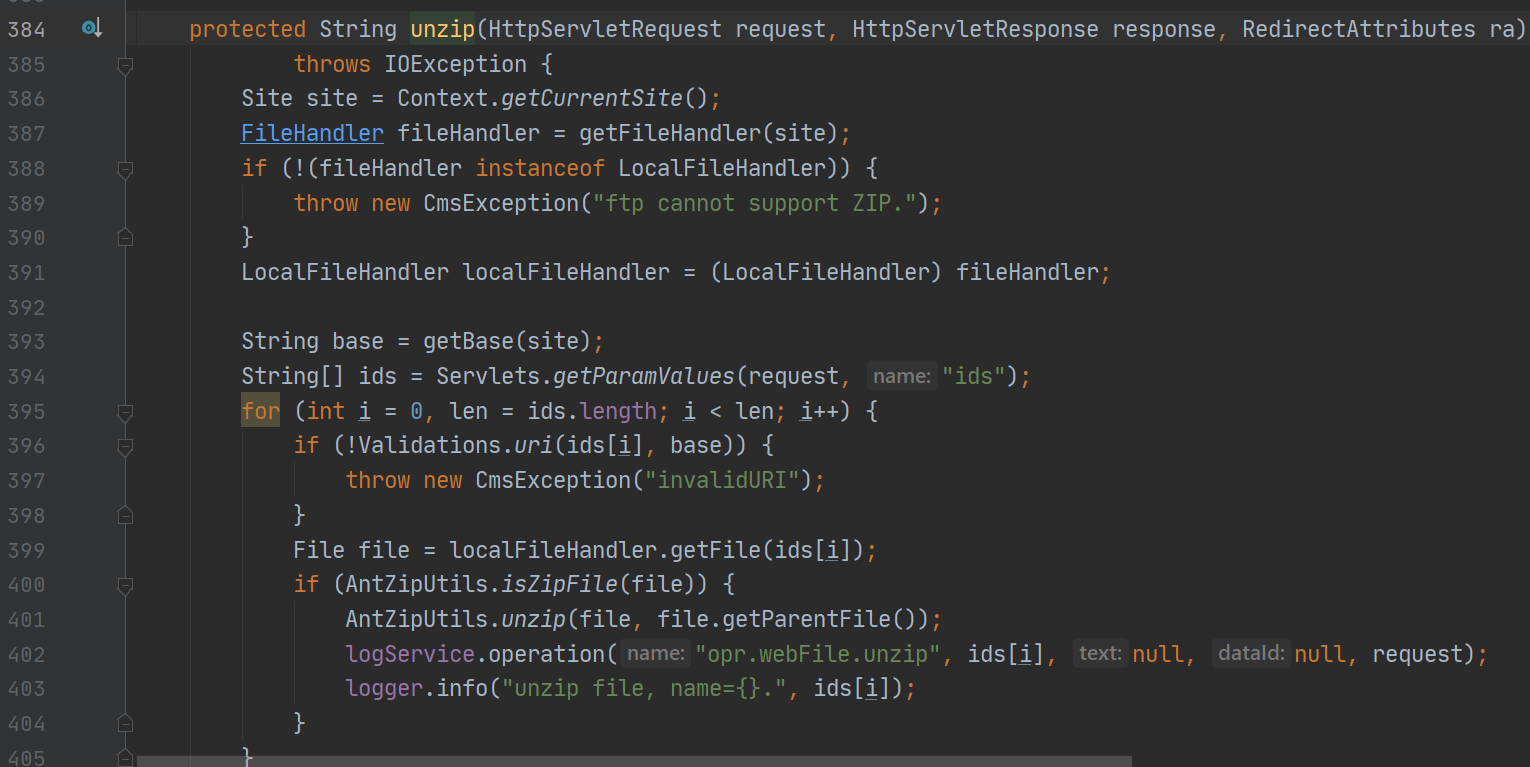 384 protected String unzip(HttpServletRequest request, HttpServletResponse response, RedirectAttributes ra)
385 throws IOException {
386 Site site = Context.getCurrentSite();
387 FileHandler fileHandler = getFileHandler(site);
388 if (!(fileHandler instanceof LocalFileHandler)) {
389 throw new CmsException("ftp cannot support ZIP.");
390 }
391 LocalFileHandler localFileHandler = (LocalFileHandler) fileHandler;
392
393 String base = getBase(site);
394 String[] ids = Servlets.getParamValues(request, name: "ids");
395 for (int i = 0, len = ids.length; i < len; i++) {
396 if (!Validations.uri(ids[i], base)) {
397 throw new CmsException("invalidURI");
398 }
399 File file = localFileHandler.getFile(ids[i]);
400 if (AntZipUtils.isZipFile(file)) {
401 AntZipUtils.unzip(file, file.getParentFile());
402 logService.operation( name: "opr.webFile.unzip", ids[i], text: null, dataId: null, request);
403 logger.info("unzip file, name={}.", ids[i]);
404 }
405 }